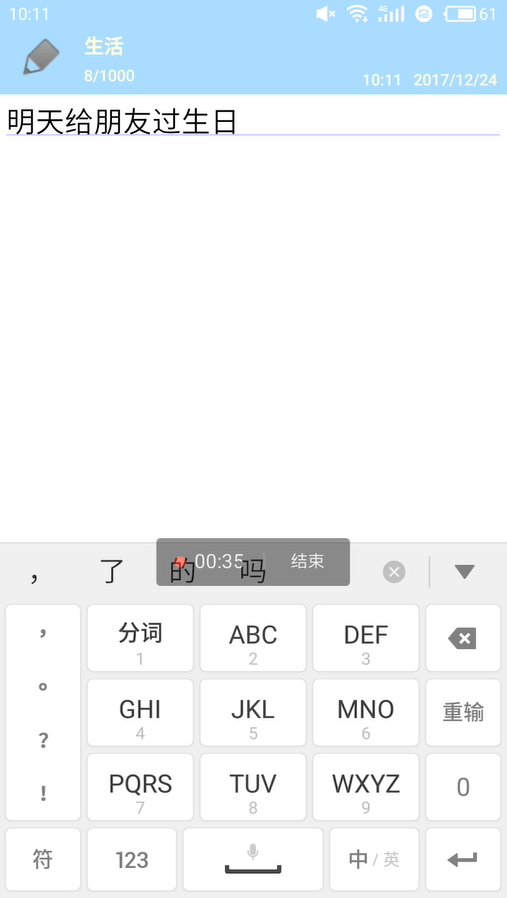 10:11 4G 61
生活
8/1000
10:11 2017/12/24
明天给朋友过生日
， 了 的 吗
00:35 结束
， 分词 ABC DEF
1 2 3
。
GHI JKL MNO 重输
4 5 6
？
PQRS TUV WXYZ 0
7 8 9
！
符 123 中/英